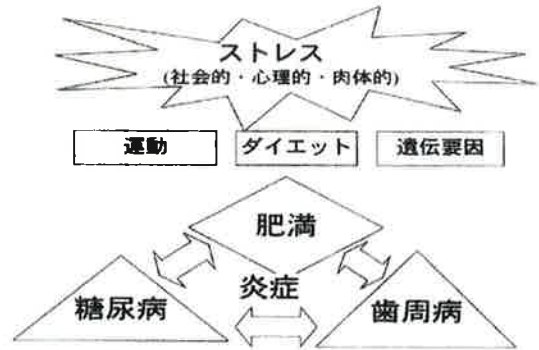 ストレス
(社会的・心理的・肉体的)
運動 ダイエット 遺伝要因
肥満
炎症
糖尿病 歯周病